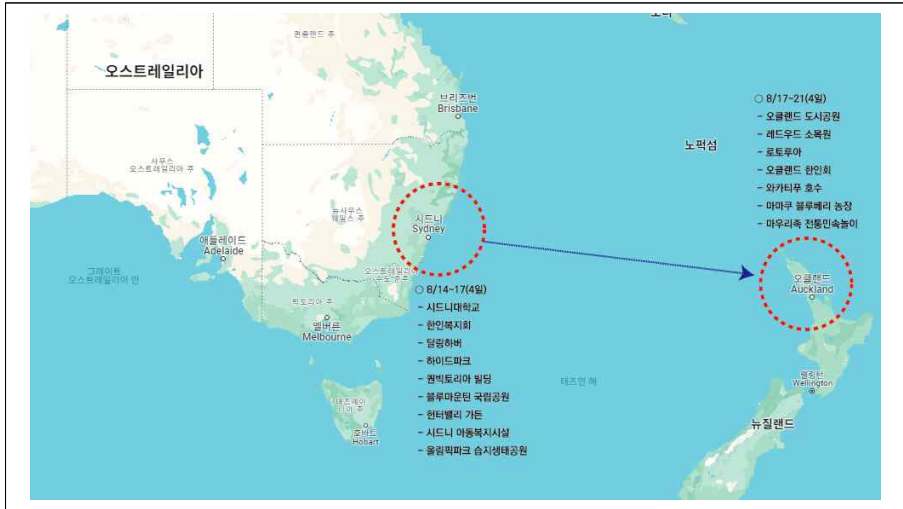 퀸즐랜드 주
오스트레일리아
브리즈번
Brisbane
노퍽섬
사우스
오스트레일리아 주
뉴사우스
웨일스 주
시드니
Sydney
애들레이드
Adelaide
그레이트
오스트레일리아 만
오스트레일리아
수도 준주
빅토리아 주
멜버른
Melbourne
태즈메이
니아 주
호바트
Hobart
태즈먼 해
○ 8/14~17(4일)
- 시드니대학교
- 한인복지회
- 달링하버
- 하이드파크
- 퀸빅토리아 빌딩
- 블루마운틴 국립공원
- 헌터밸리 가든
- 시드니 아동복지시설
- 올림픽파크 습지생태공원
○ 8/17~21(4일)
- 오클랜드 도시공원
- 레드우드 소목원
- 로토루아
- 오클랜드 한인회
- 와카티푸 호수
- 마마쿠 블루베리 농장
- 마우리족 전통민속놀이
오클랜드
Auckland
웰링턴
Wellington
뉴질랜드